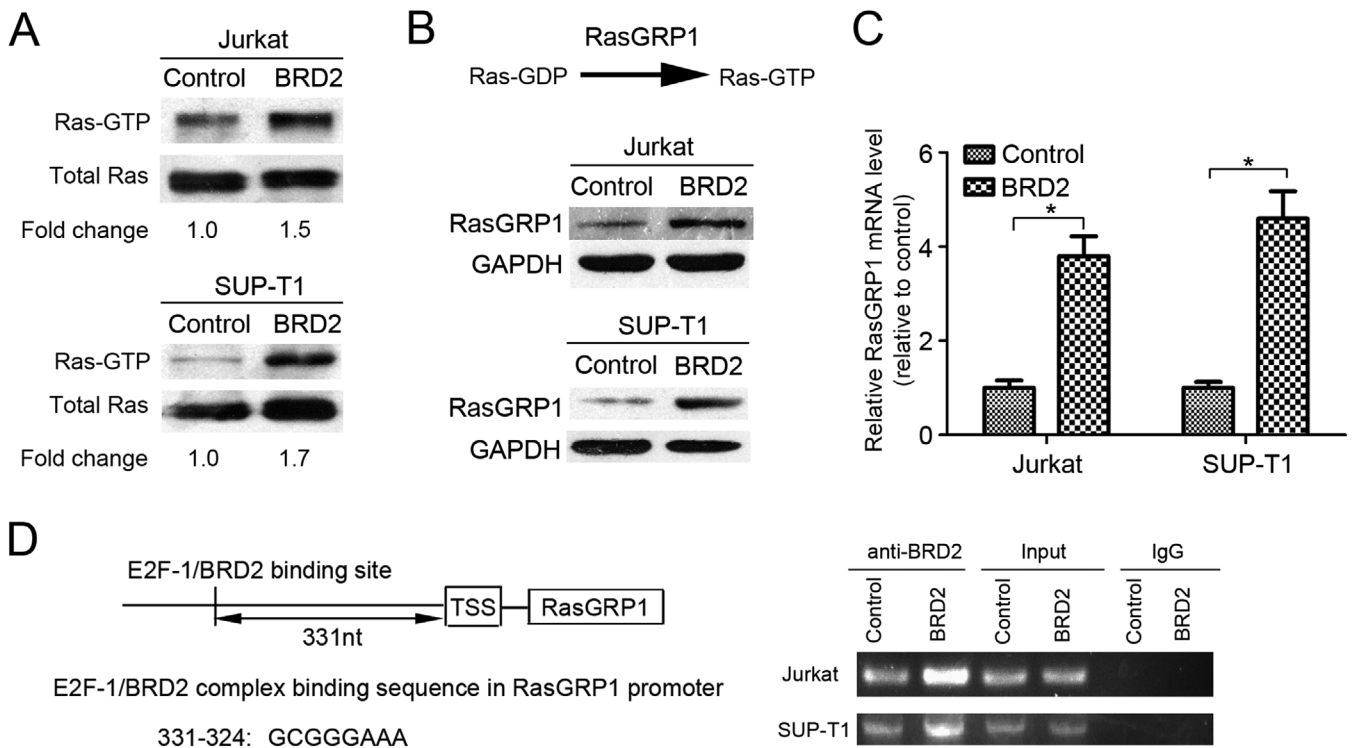 A
Jurkat
Control BRD2
Ras-GTP
Total Ras
Fold change 1.0 1.5
SUP-T1
Control BRD2
Ras-GTP
Total Ras
Fold change 1.0 1.7
B
RasGRP1
Ras-GDP Ras-GTP
Jurkat
Control BRD2
RasGRP1
GAPDH
SUP-T1
Control BRD2
RasGRP1
GAPDH
C
Relative RasGRP1 mRNA level
(relative to control)
6
4
2
0
Control
BRD2
*
*
Jurkat SUP-T1
D
E2F-1/BRD2 binding site
TSS RasGRP1
331nt
E2F-1/BRD2 complex binding sequence in RasGRP1 promoter
331-324: GCGGGAAA
anti-BRD2 Input IgG
Control BRD2 Control BRD2 Control BRD2
Jurkat
SUP-T1